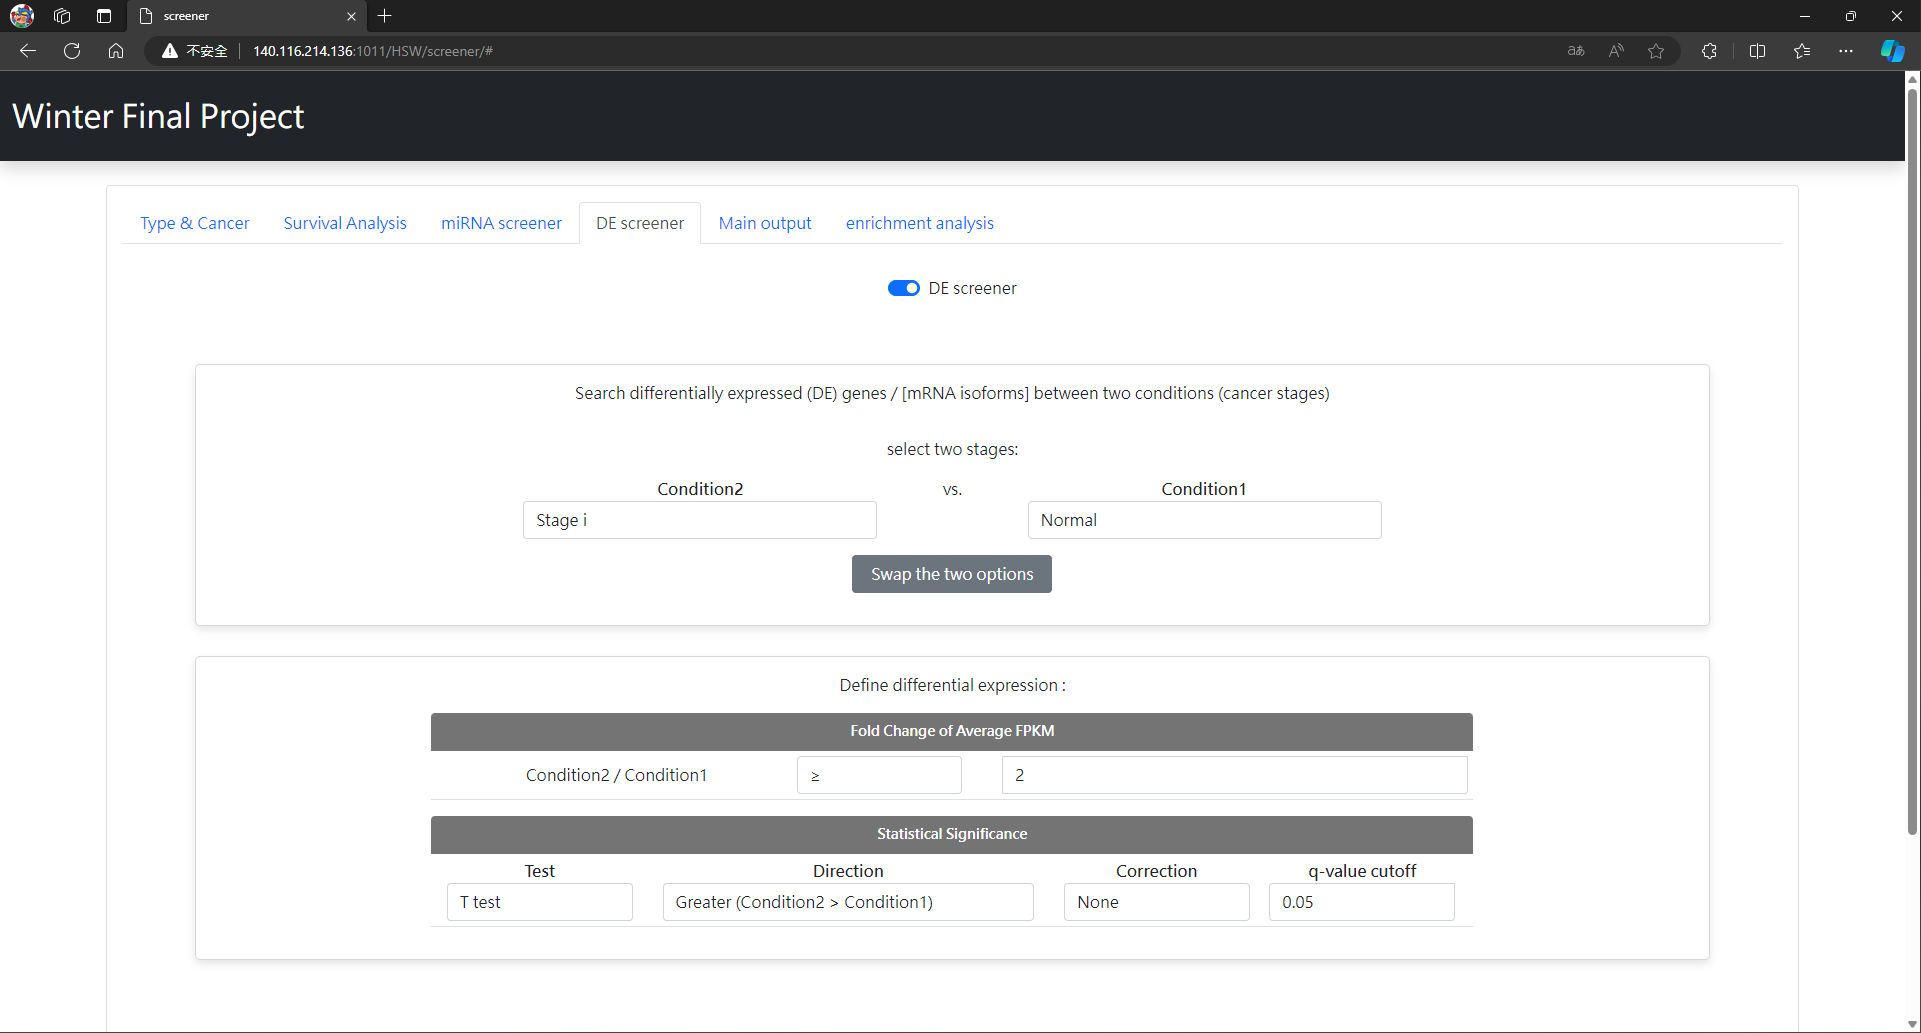 screener
不安全
140.116.214.136:1011/HSW/screener/#
aあ
Winter Final Project
Type & Cancer
Survival Analysis
miRNA screener
DE screener
Main output
enrichment analysis
DE screener
Search differentially expressed (DE) genes / [mRNA isoforms] between two conditions (cancer stages)
select two stages:
Condition2
vs.
Condition1
Stage i
Normal
Swap the two options
Define differential expression :
Fold Change of Average FPKM
Condition2 / Condition1
≥
2
Statistical Significance
Test
Direction
Correction
q-value cutoff
T test
Greater (Condition2 > Condition1)
None
0.05